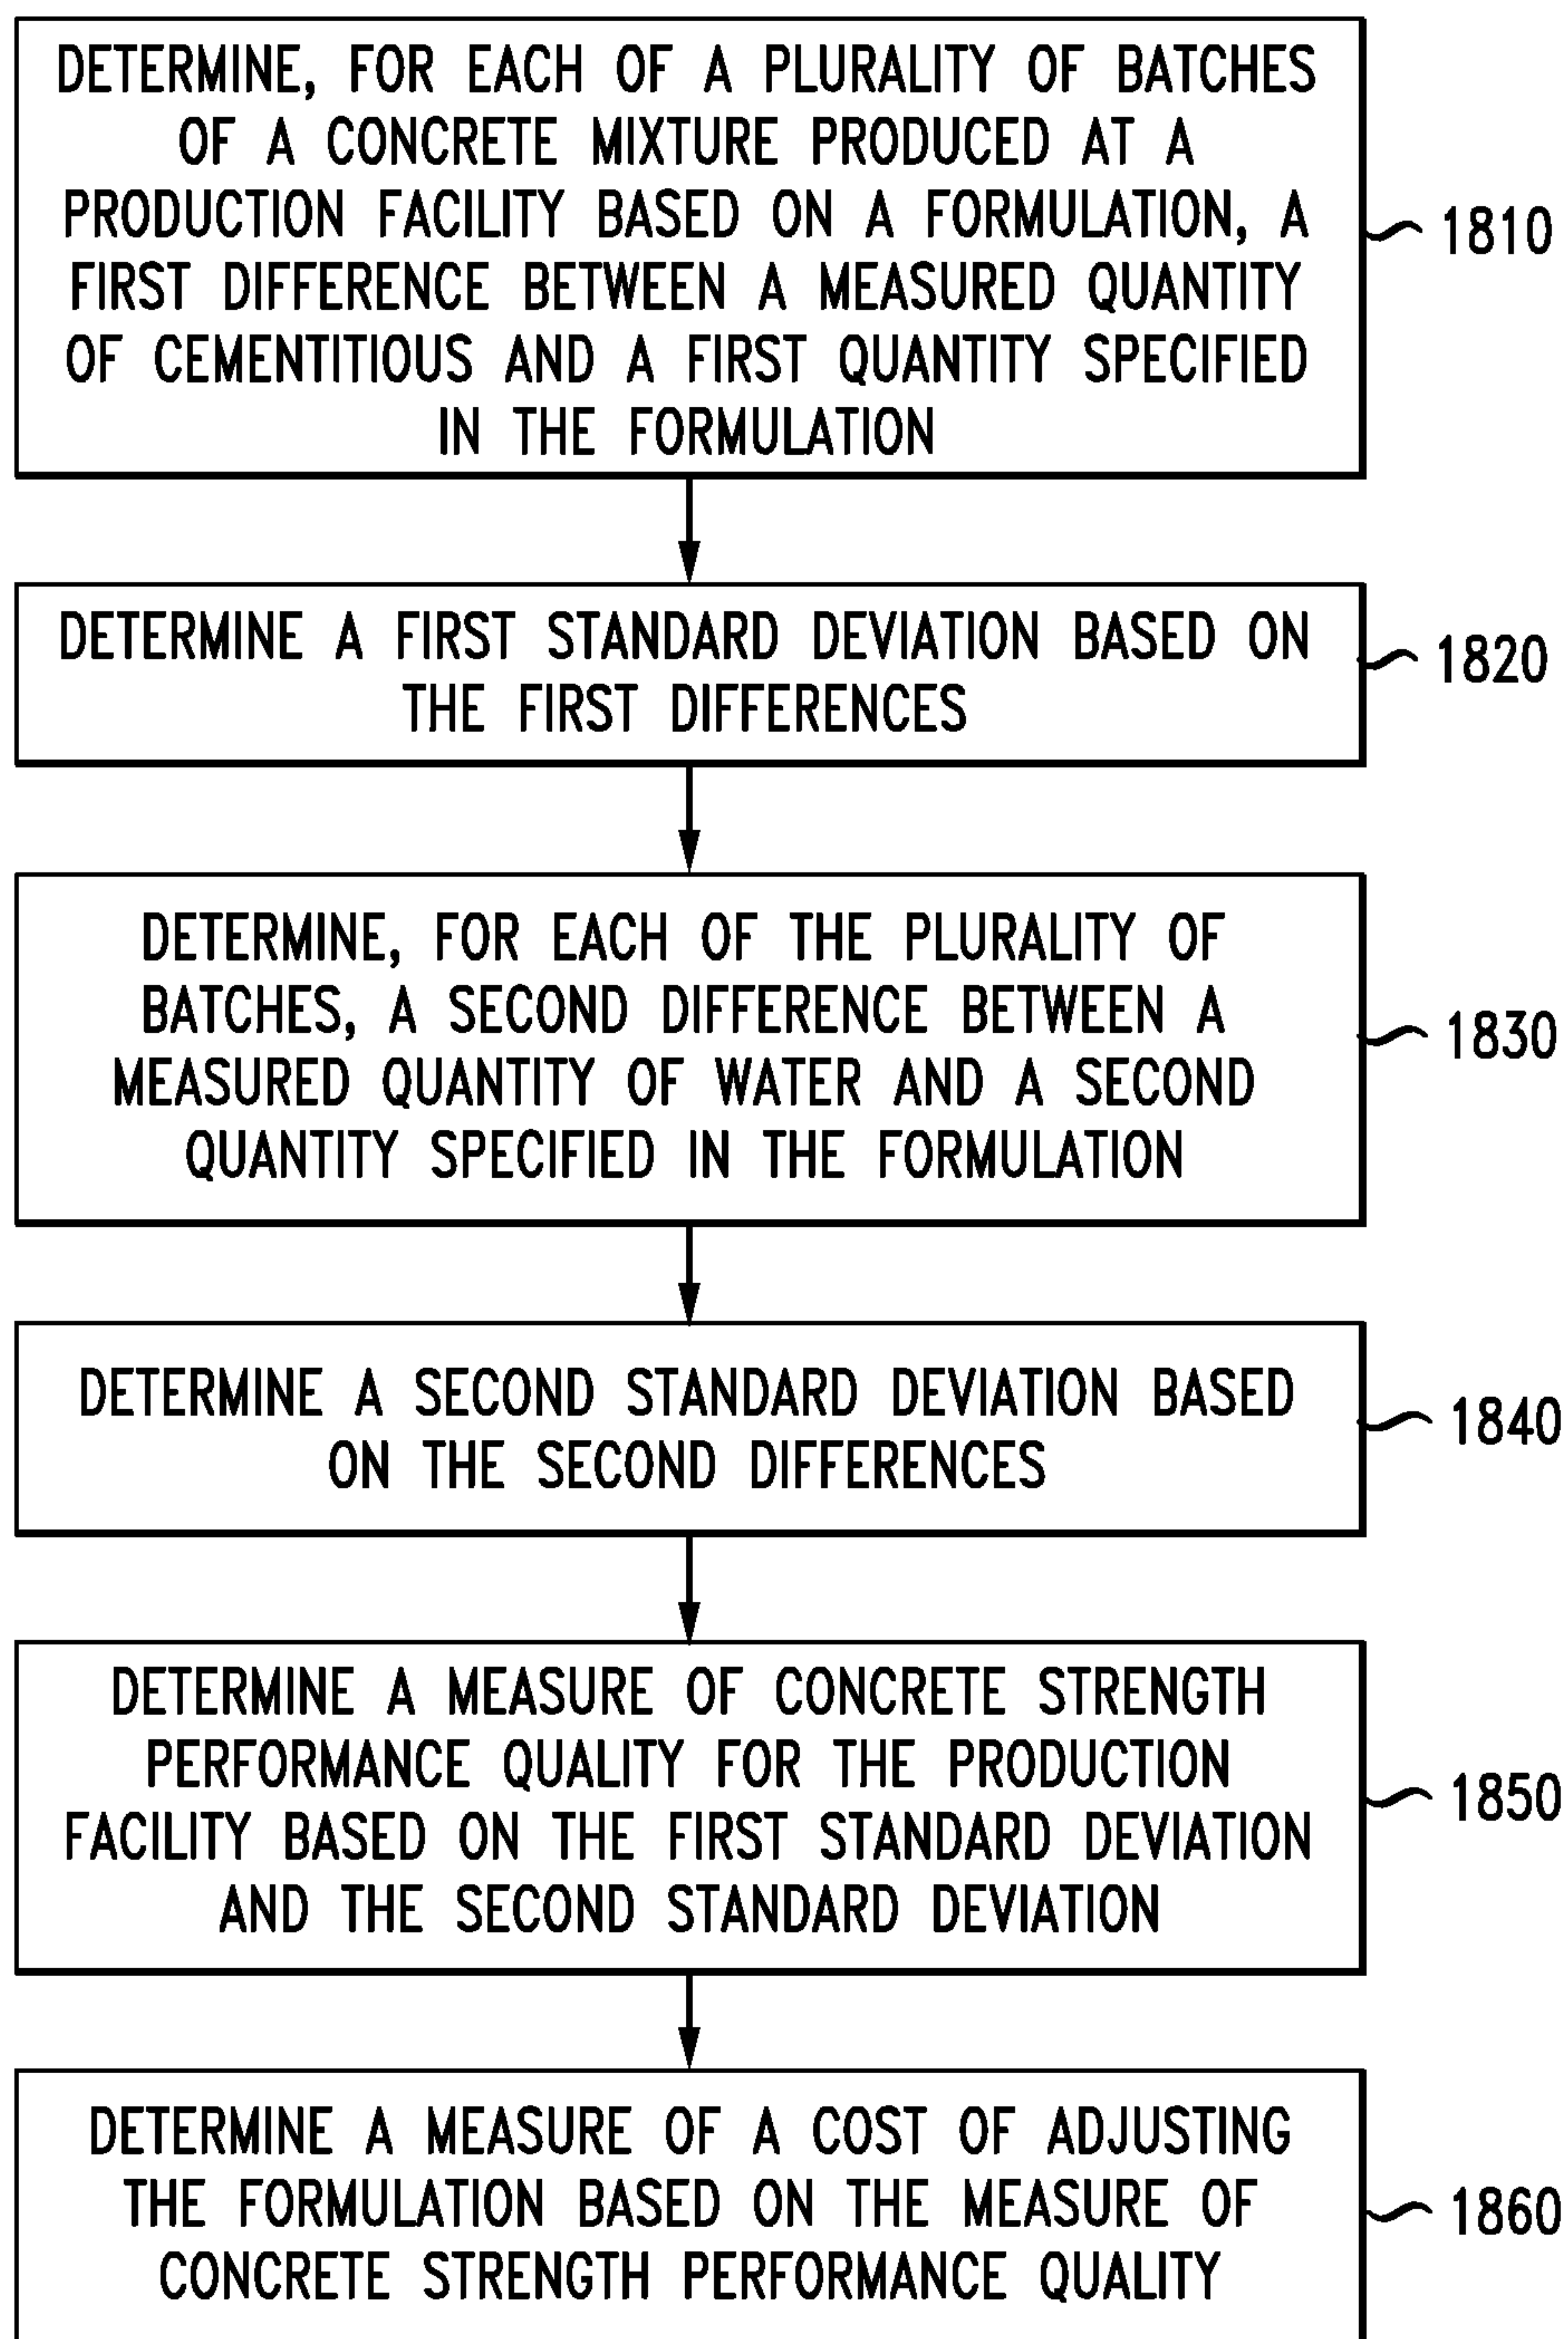 DETERMINE, FOR EACH OF A PLURALITY OF BATCHES
OF A CONCRETE MIXTURE PRODUCED AT A
PRODUCTION FACILITY BASED ON A FORMULATION, A
FIRST DIFFERENCE BETWEEN A MEASURED QUANTITY
OF CEMENTITIOUS AND A FIRST QUANTITY SPECIFIED
IN THE FORMULATION
1810
DETERMINE A FIRST STANDARD DEVIATION BASED ON
THE FIRST DIFFERENCES
1820
DETERMINE, FOR EACH OF THE PLURALITY OF
BATCHES, A SECOND DIFFERENCE BETWEEN A
MEASURED QUANTITY OF WATER AND A SECOND
QUANTITY SPECIFIED IN THE FORMULATION
1830
DETERMINE A SECOND STANDARD DEVIATION BASED
ON THE SECOND DIFFERENCES
1840
DETERMINE A MEASURE OF CONCRETE STRENGTH
PERFORMANCE QUALITY FOR THE PRODUCTION
FACILITY BASED ON THE FIRST STANDARD DEVIATION
AND THE SECOND STANDARD DEVIATION
1850
DETERMINE A MEASURE OF A COST OF ADJUSTING
THE FORMULATION BASED ON THE MEASURE OF
CONCRETE STRENGTH PERFORMANCE QUALITY
1860